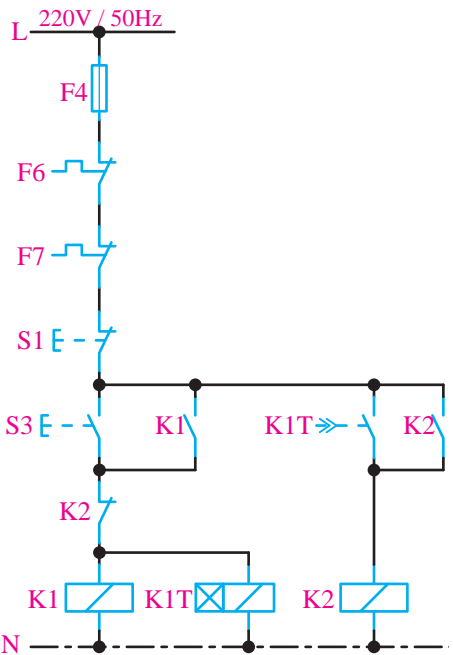 L 220V / 50Hz
F4
F6
F7
S1
S3 K1 K1T K2
K2
K1 K1T K2
N